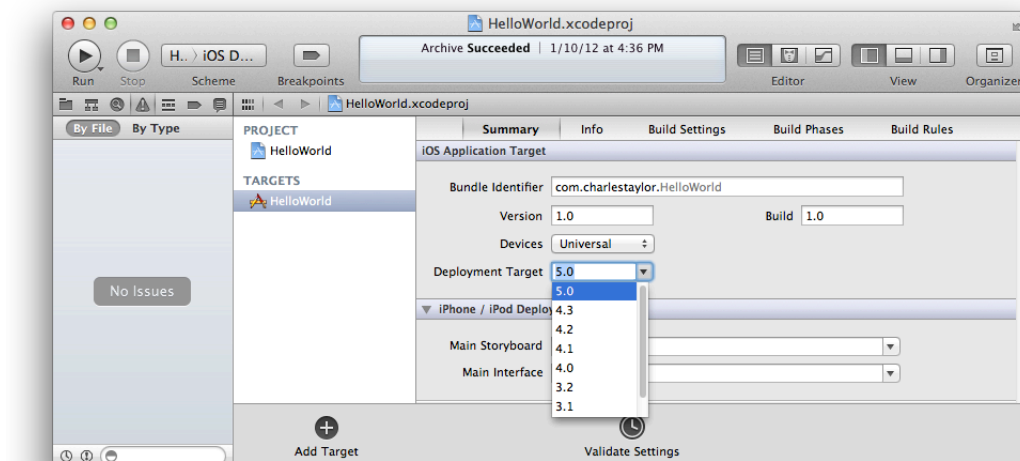 HelloWorld.xcodeproj
H.. 〉 iOS D...
Archive Succeeded | 1/10/12 at 4:36 PM
Run Stop Scheme Breakpoints Editor View Organizer
HelloWorld.xcodeproj
By File By Type
PROJECT
HelloWorld
TARGETS
HelloWorld
Summary Info Build Settings Build Phases Build Rules
iOS Application Target
Bundle Identifier com.charlestaylor.HelloWorld
Version 1.0 Build 1.0
Devices Universal
Deployment Target 5.0
5.0
No Issues
iPhone / iPod Deplo
4.3
4.2
Main Storyboard
4.1
4.0
Main Interface
3.2
3.1
Add Target Validate Settings